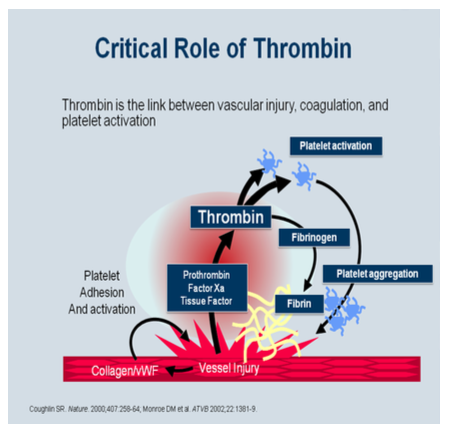 Critical Role of Thrombin
Thrombin is the link between vascular injury, coagulation, and
platelet activation
Platelet activation
Thrombin
Fibrinogen
Platelet aggregation
Prothrombin
Factor Xa
Tissue Factor
Fibrin
Platelet
Adhesion
And activation
Collagen/vWF
Vessel Injury
Coughlin SR. Nature. 2000;407:258-64; Monroe DM et al. ATVB 2002;22:1381-9.